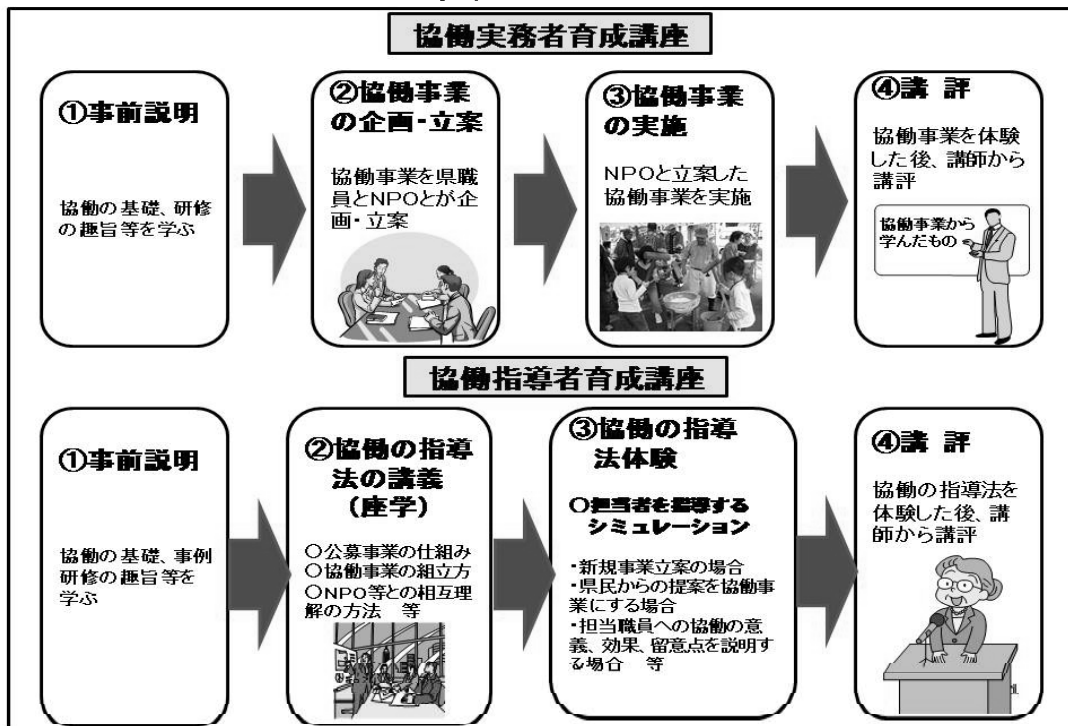 協働実務者育成講座
①事前説明
協働の基礎、研修
の趣旨等を学ぶ
②協働事業
の企画・立案
協働事業を県職
員とNPOとが企
画・立案
③協働事業
の実施
NPOと立案した
協働事業を実施
④講 評
協働事業を体験
した後、講師から
講評
協働事業から
学んだもの
協働指導者育成講座
①事前説明
協働の基礎、事例
研修の趣旨等を
学ぶ
②協働の指導
法の講義
(座学)
○公募事業の仕組み
○協働事業の組立方
○NPO等との相互理
解の方法 等
③協働の指導
法体験
○担当者を指導する
シミュレーション
・新規事業立案の場合
・県民からの提案を協働事
業にする場合
・担当職員への協働の意
義、効果、留意点を説明す
る場合 等
④講 評
協働の指導法を
体験した後、講
師から講評